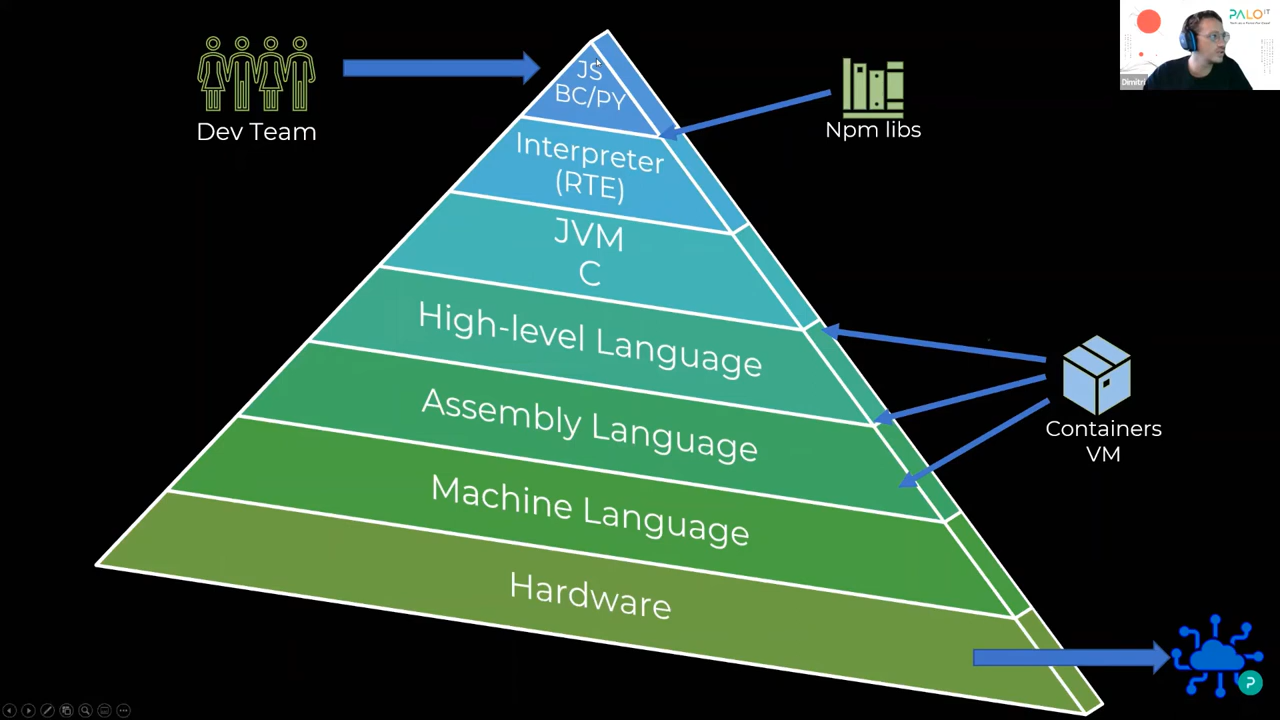 PALO IT
Dimitri
Dev Team
JS
BC/PY
Npm libs
Interpreter
(RTE)
JVM
C
High-level Language
Assembly Language
Machine Language
Hardware
Containers
VM